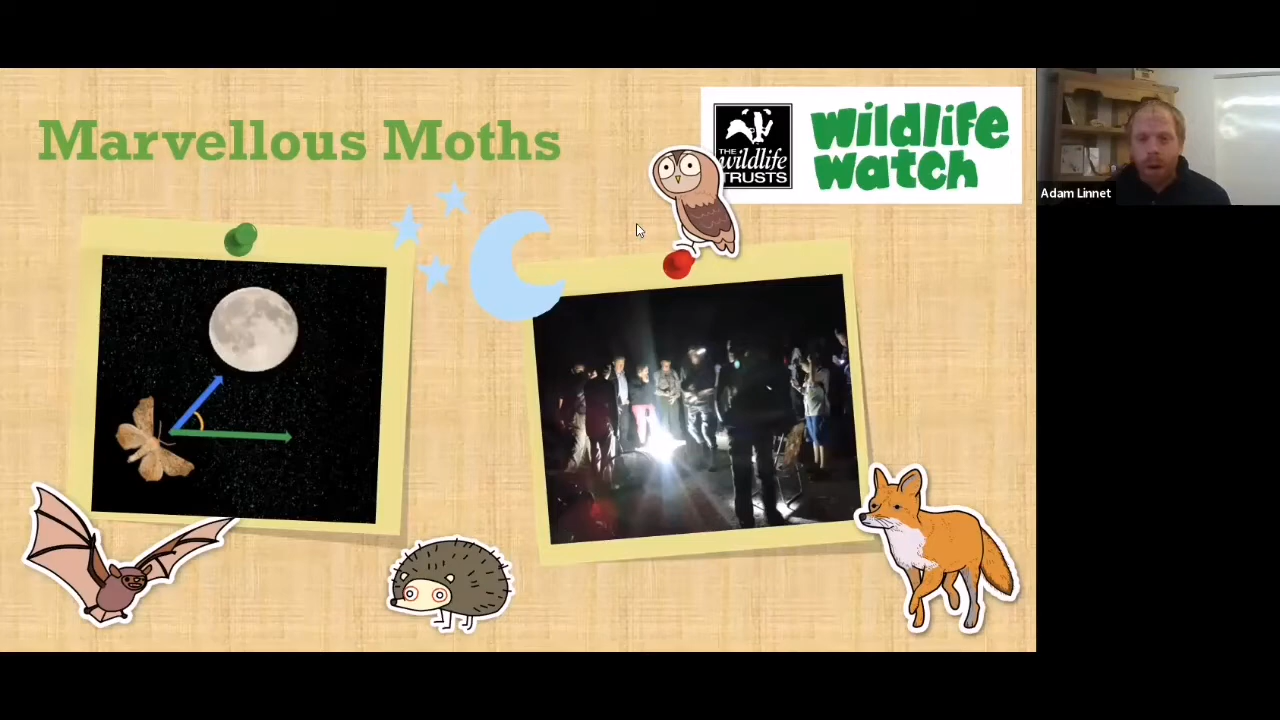 Marvellous Moths
THE
wildlife
TRUSTS
wildlife
watch
Adam Linnet